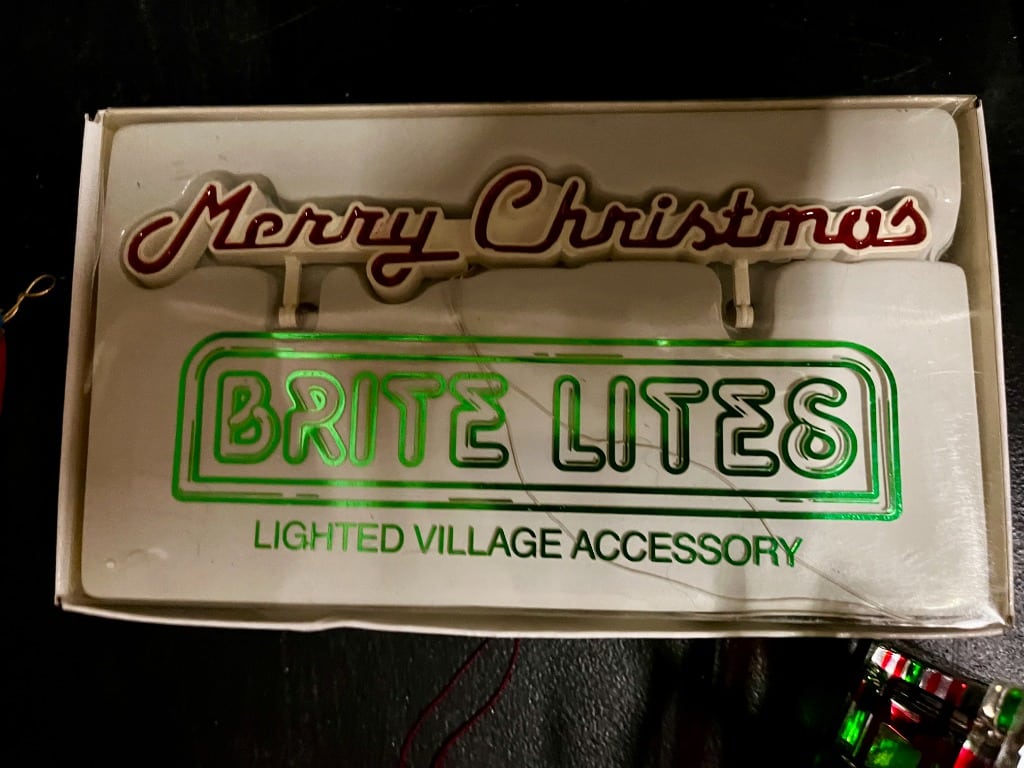 Merry Christmas
BRITE LITES
LIGHTED VILLAGE ACCESSORY